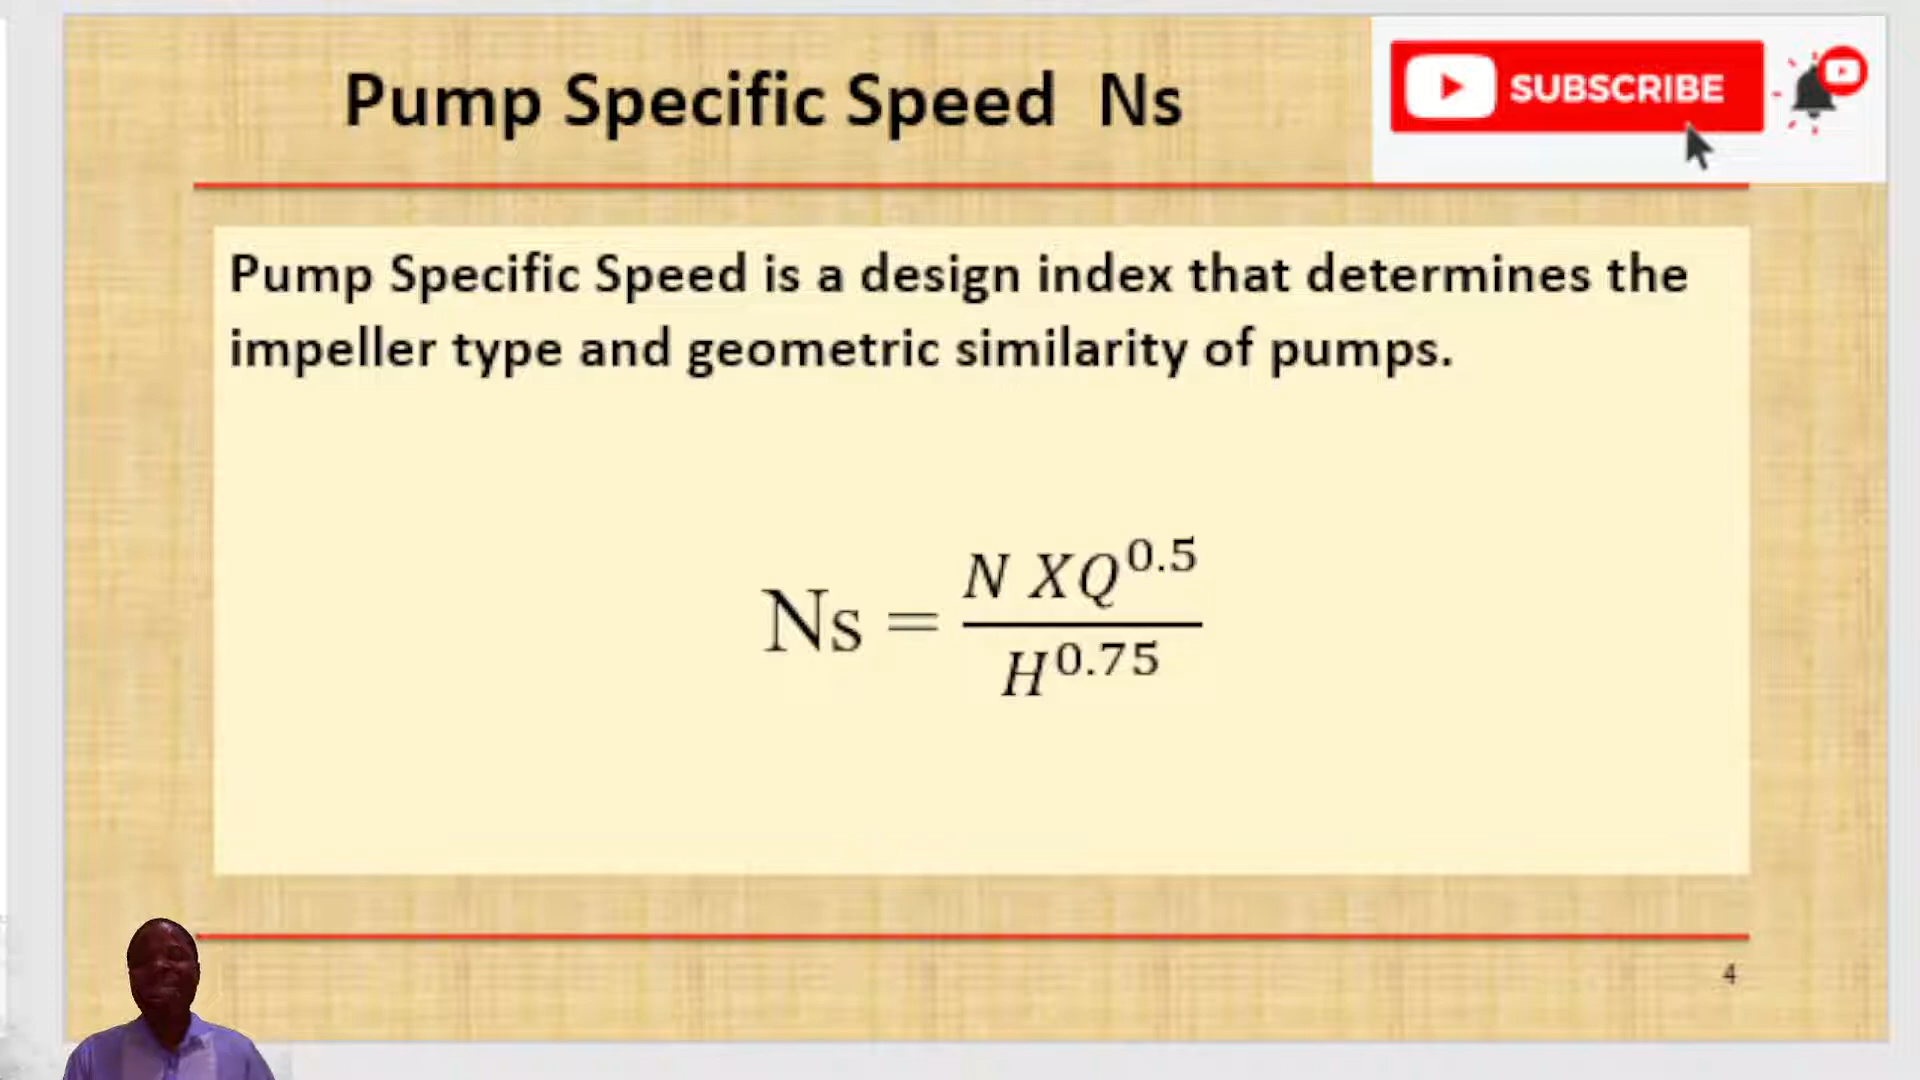 Pump Specific Speed Ns
SUBSCRIBE
Pump Specific Speed is a design index that determines the
impeller type and geometric similarity of pumps.
Ns = \frac{N XQ^{0.5}}{H^{0.75}}
4